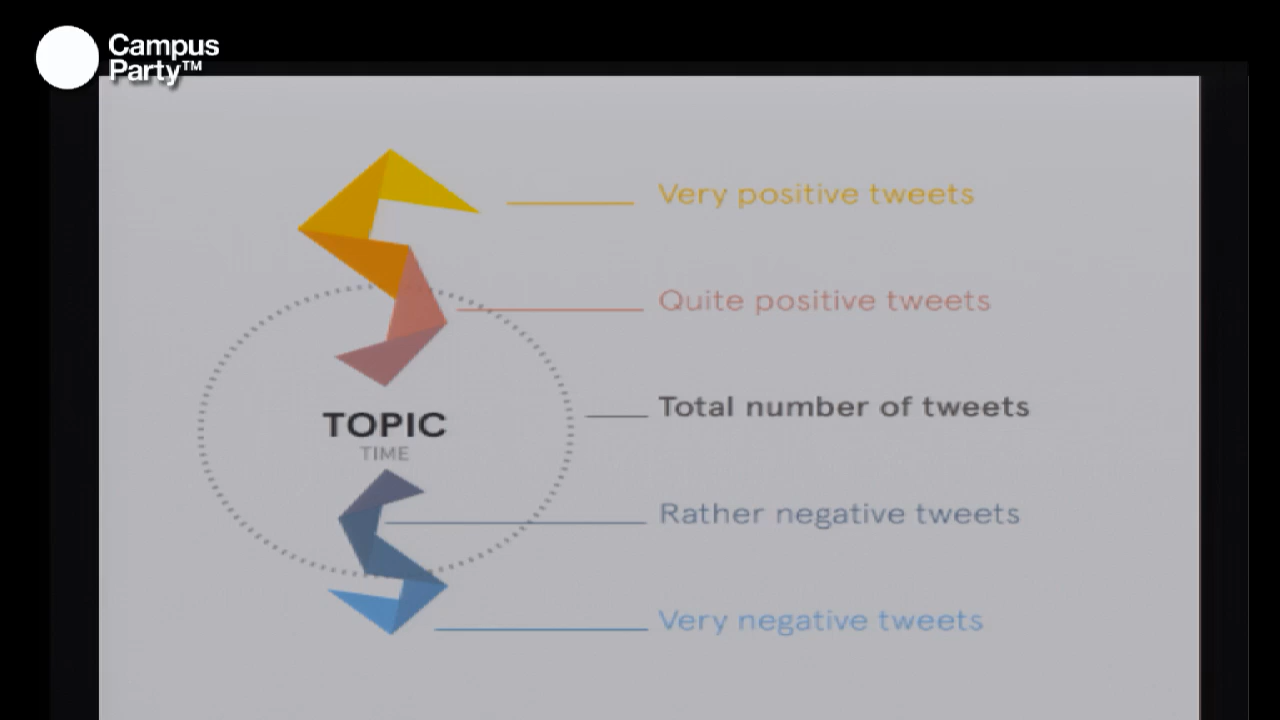 Campus
Party™
Very positive tweets
Quite positive tweets
Total number of tweets
TOPIC
TIME
Rather negative tweets
Very negative tweets